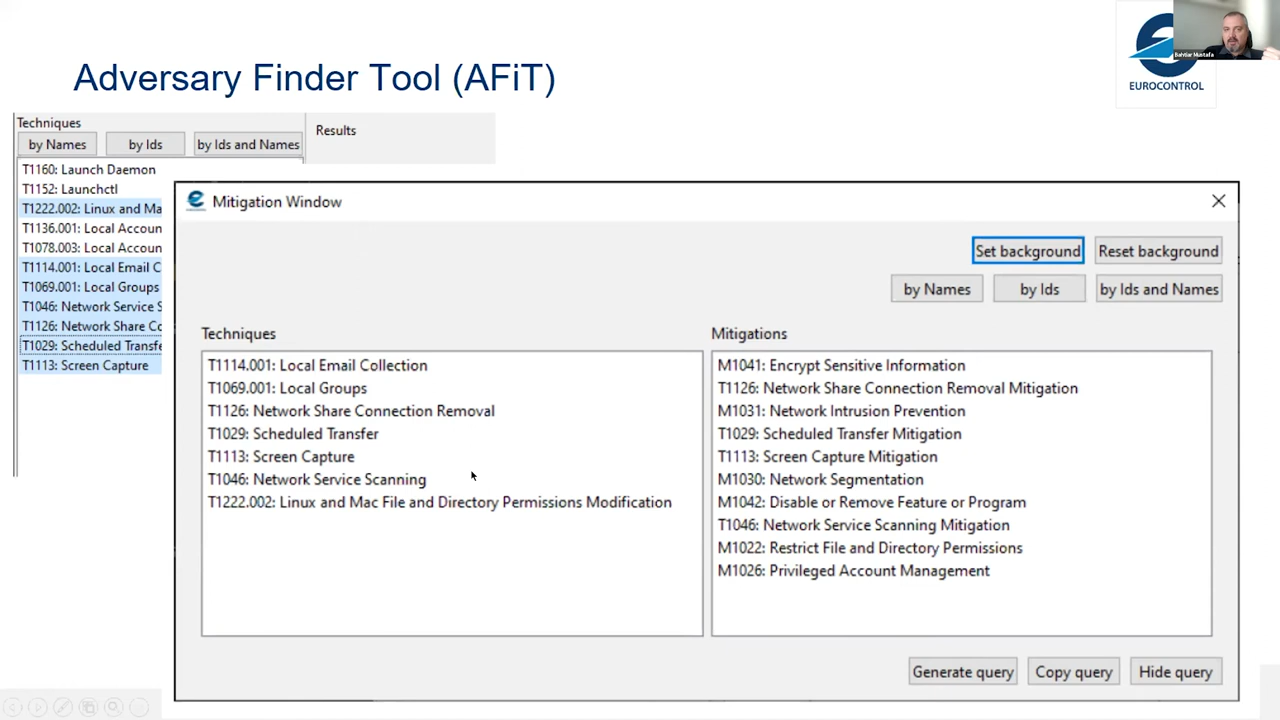 Bahtiar Mustafa
EUROCONTROL
Adversary Finder Tool (AFiT)
Techniques
by Names
by Ids
by Ids and Names
Results
T1160: Launch Daemon
T1152: Launchctl
T1222.002: Linux and Ma
T1136.001: Local Accoun
T1078.003: Local Accoun
T1114.001: Local Email C
T1069.001: Local Groups
T1046: Network Service S
T1126: Network Share Co
T1029: Scheduled Transfe
T1113: Screen Capture
Mitigation Window
Set background
Reset background
by Names
by Ids
by Ids and Names
Techniques
T1114.001: Local Email Collection
T1069.001: Local Groups
T1126: Network Share Connection Removal
T1029: Scheduled Transfer
T1113: Screen Capture
T1046: Network Service Scanning
T1222.002: Linux and Mac File and Directory Permissions Modification
Mitigations
M1041: Encrypt Sensitive Information
T1126: Network Share Connection Removal Mitigation
M1031: Network Intrusion Prevention
T1029: Scheduled Transfer Mitigation
T1113: Screen Capture Mitigation
M1030: Network Segmentation
M1042: Disable or Remove Feature or Program
T1046: Network Service Scanning Mitigation
M1022: Restrict File and Directory Permissions
M1026: Privileged Account Management
Generate query
Copy query
Hide query